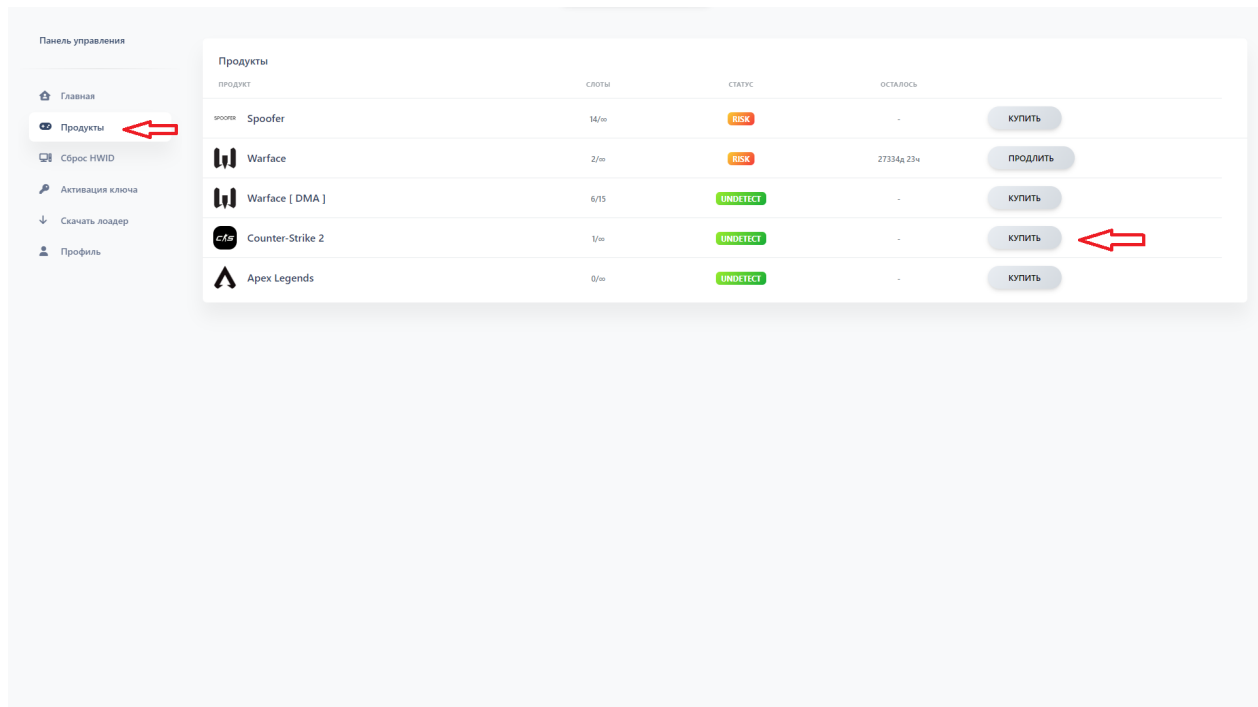 Панель управления
Главная
Продукты
Сброс HWID
Активация ключа
Скачать лоадер
Профиль
Продукты
ПРОДУКТ СЛОТЫ СТАТУС ОСТАЛОСЬ
SPOOFER Spoofer 14/∞ RISK - КУПИТЬ
Warface 2/∞ RISK 27334д 23ч ПРОДЛИТЬ
Warface [ DMA ] 6/15 UNDETECT - КУПИТЬ
Counter-Strike 2 1/∞ UNDETECT - КУПИТЬ
Apex Legends 0/∞ UNDETECT - КУПИТЬ